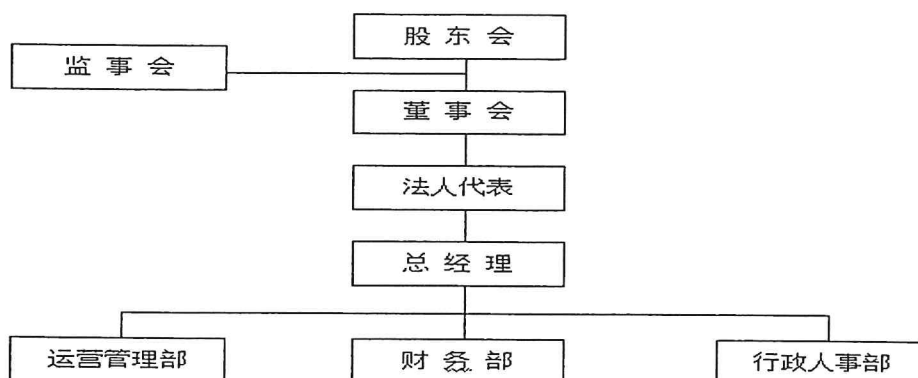 股东会
监事会
董事会
法人代表
总经理
运营管理部
财务部
行政人事部